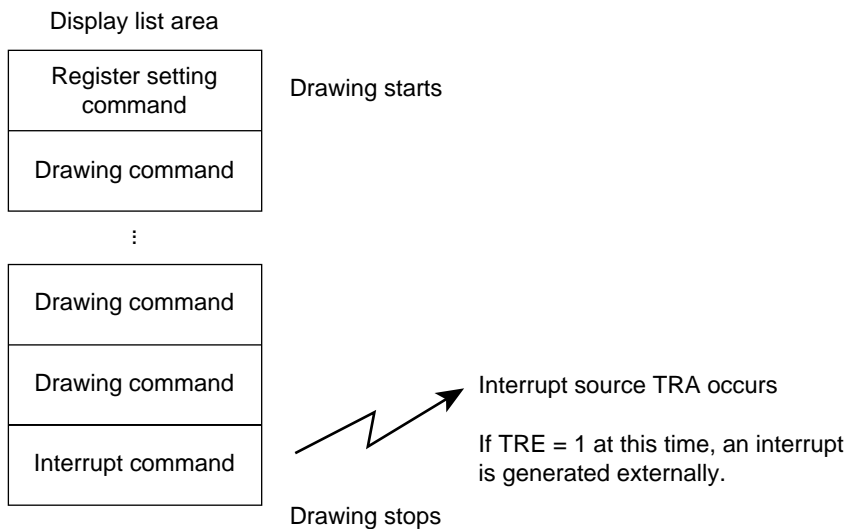 Display list area
Register setting
command
Drawing starts
Drawing command
...
Drawing command
Drawing command
Interrupt source TRA occurs
Interrupt command
If TRE = 1 at this time, an interrupt
is generated externally.
Drawing stops